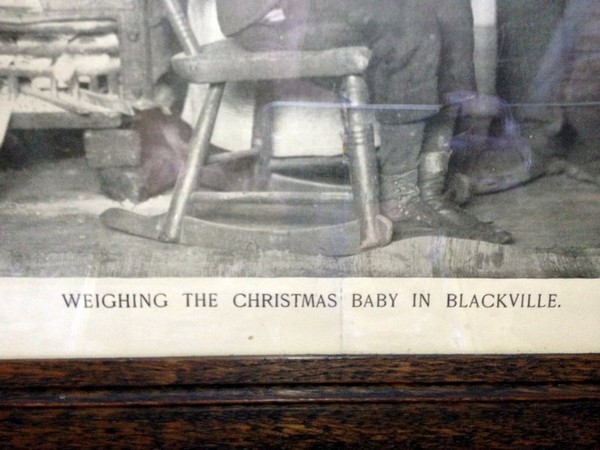 WEIGHING THE CHRISTMAS BABY IN BLACKVILLE.